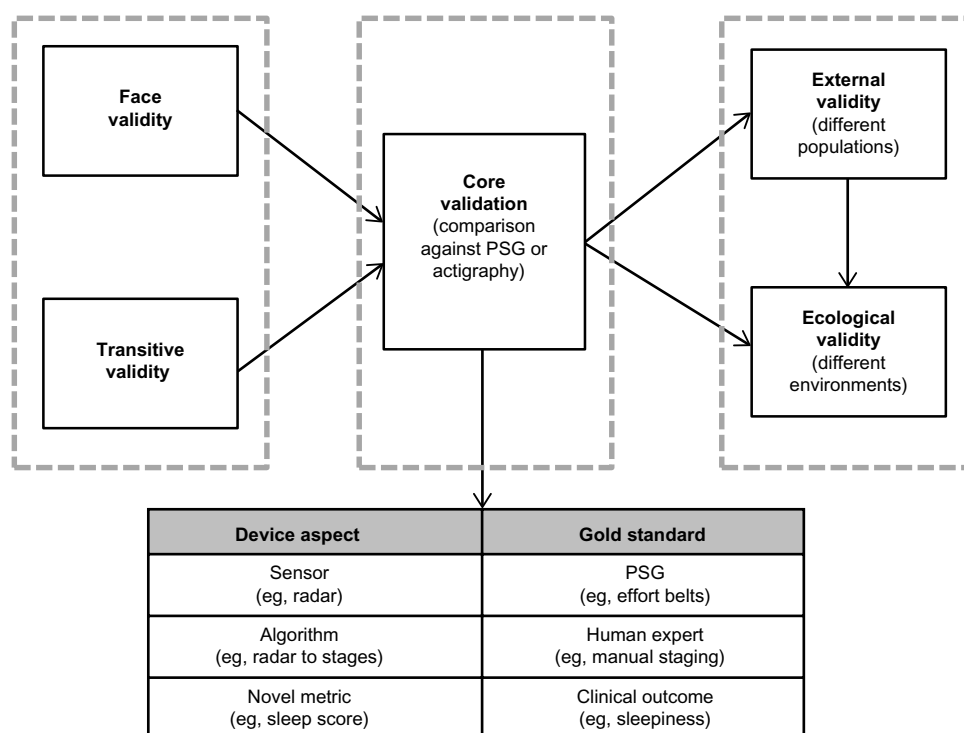 Face
validity
Transitive
validity
Core
validation
(comparison
against PSG or
actigraphy)
External
validity
(different
populations)
Ecological
validity
(different
environments)
Device aspect
Gold standard
Sensor
(eg, radar)
PSG
(eg, effort belts)
Algorithm
(eg, radar to stages)
Human expert
(eg, manual staging)
Novel metric
(eg, sleep score)
Clinical outcome
(eg, sleepiness)